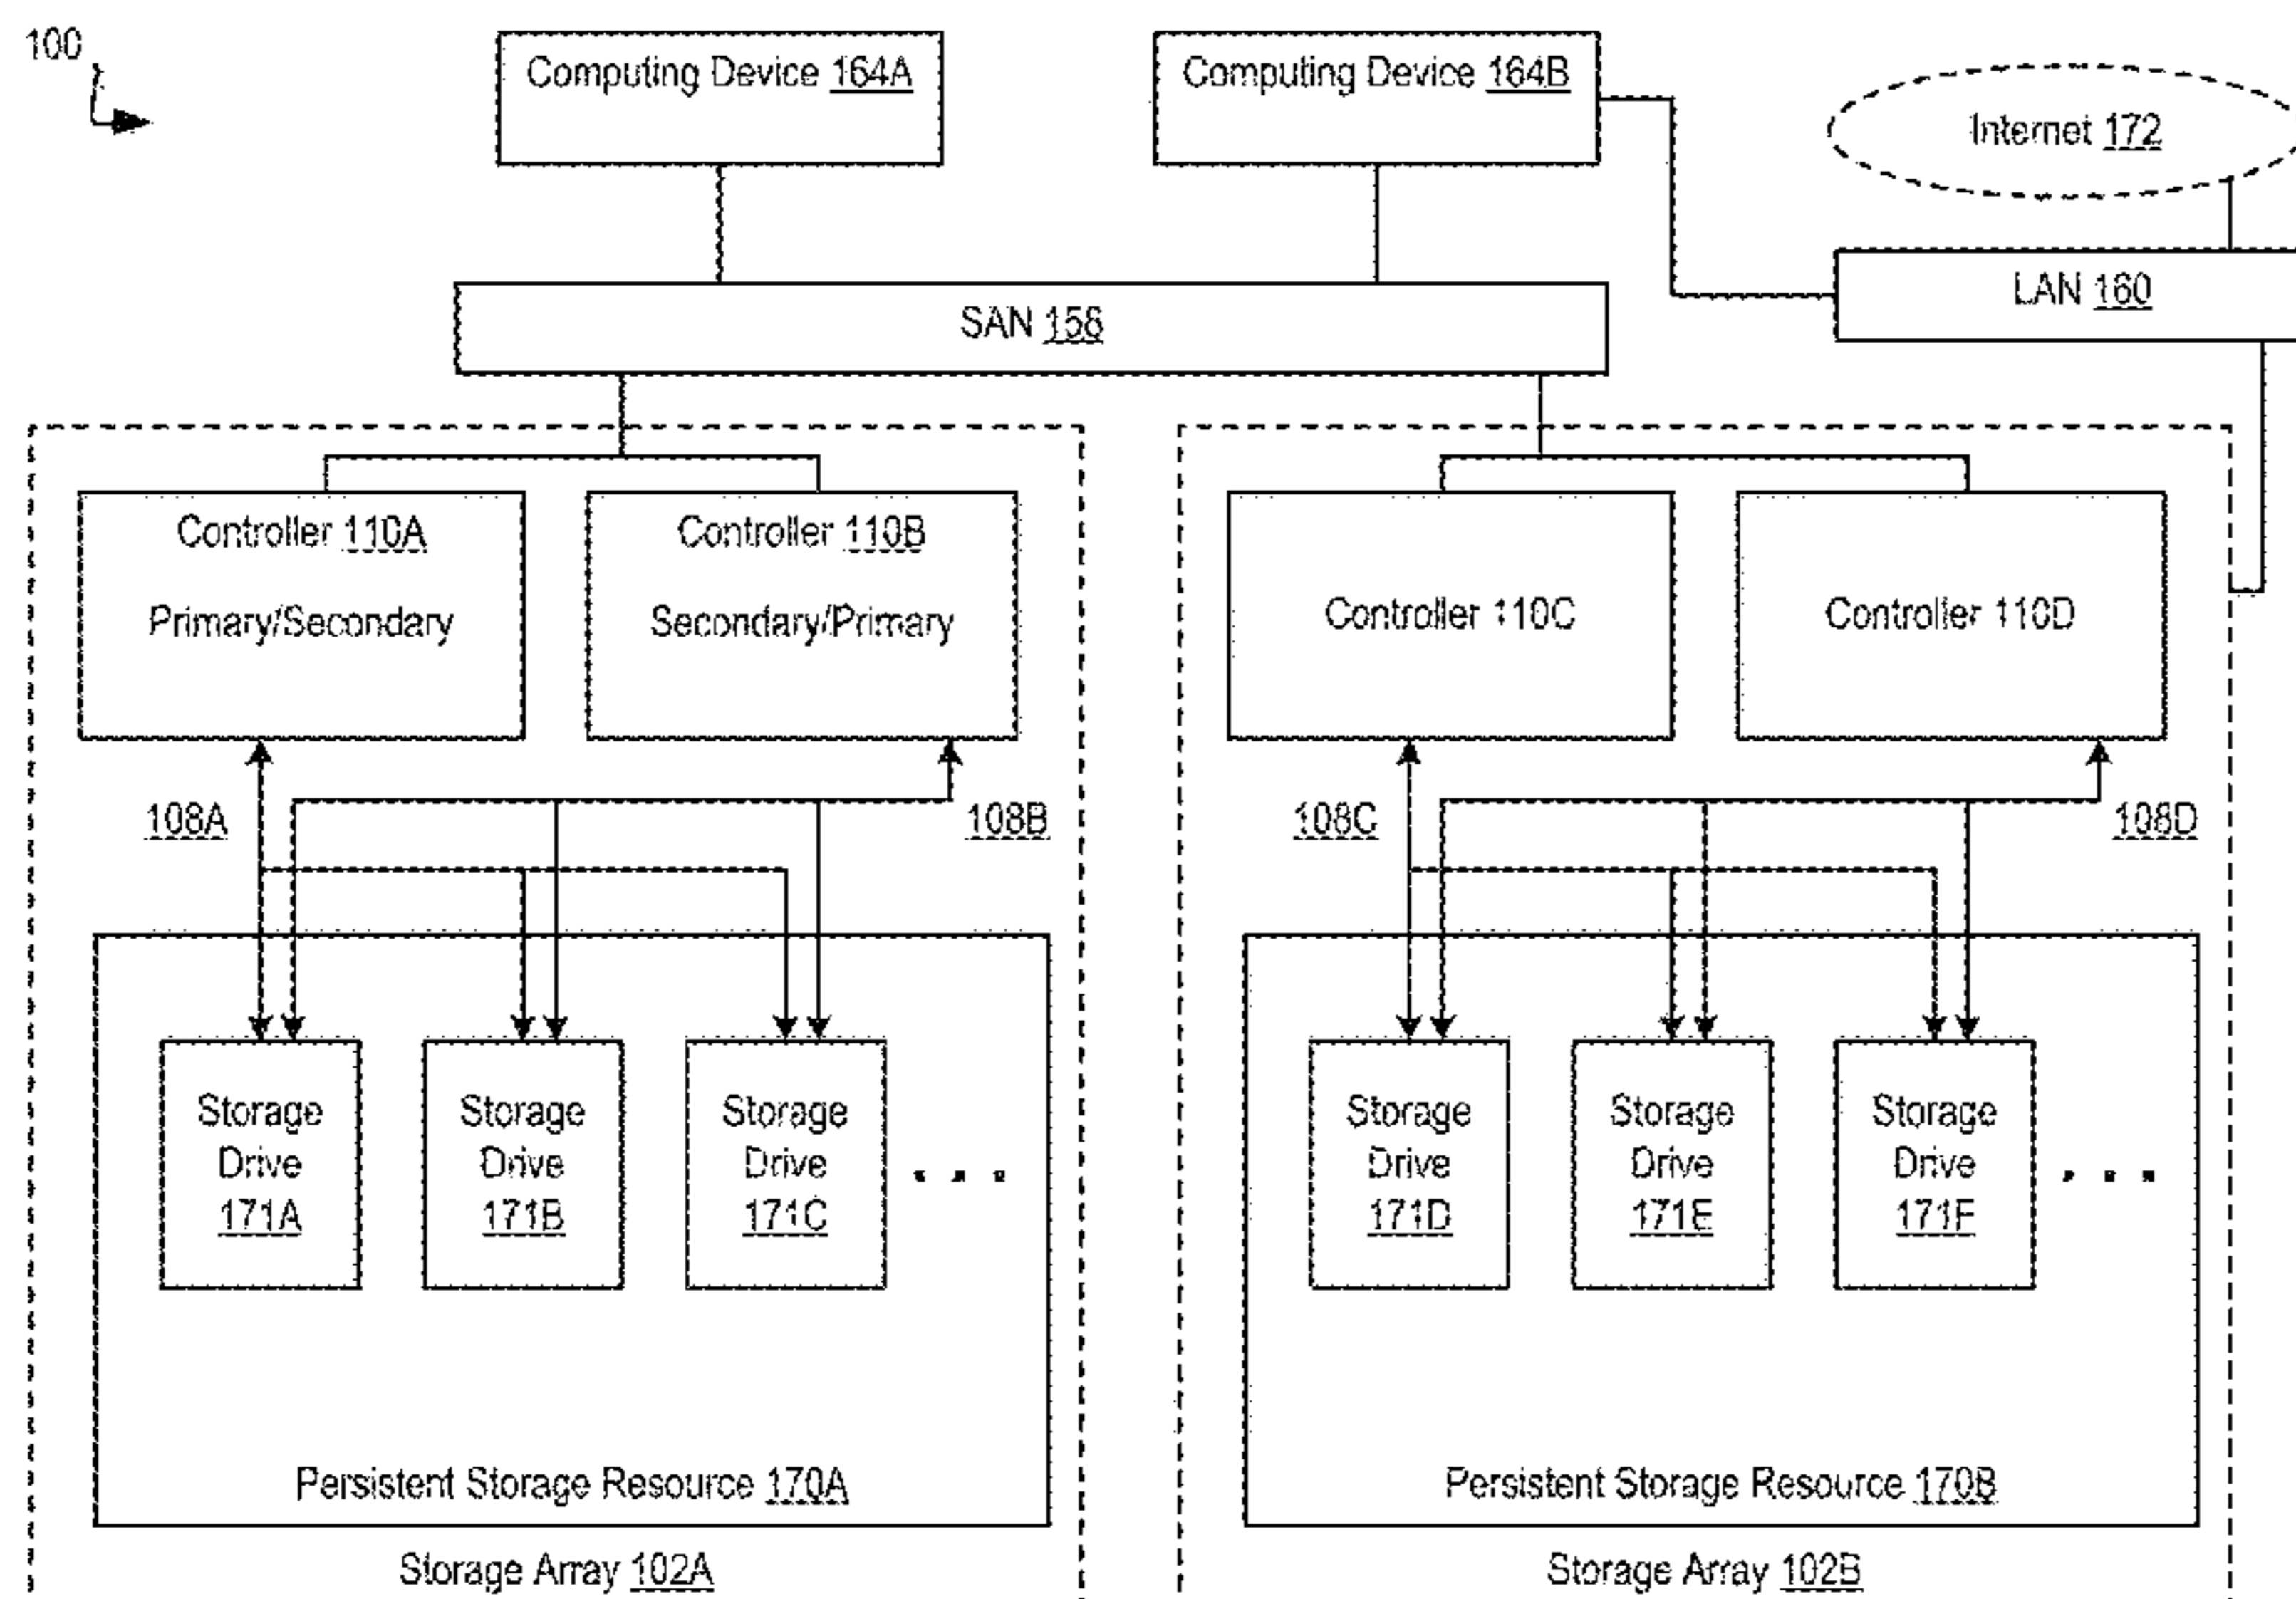 100
Computing Device 164A
Computing Device 164B
Internet 172
LAN 160
SAN 158
Controller 110A
Primary/Secondary
Controller 110B
Secondary/Primary
Controller 110C
Controller 110D
108A
108B
108C
108D
Storage
Drive
171A
Storage
Drive
171B
Storage
Drive
171C
. . .
Storage
Drive
171D
Storage
Drive
171E
Storage
Drive
171F
. . .
Persistent Storage Resource 170A
Persistent Storage Resource 170B
Storage Array 102A
Storage Array 102B